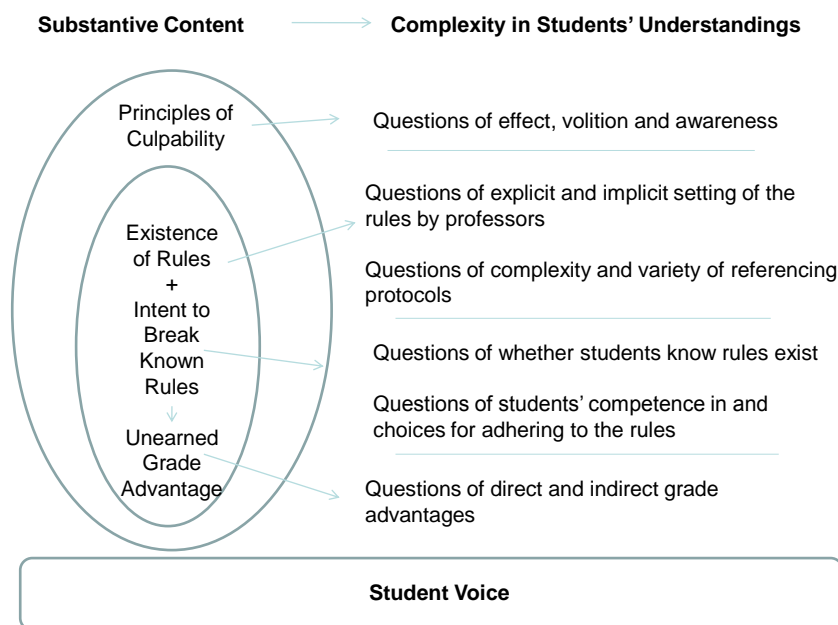 Substantive Content
Complexity in Students' Understandings
Principles of
Culpability
Questions of effect, volition and awareness
Existence
of Rules
+
Intent to
Break
Known
Rules
Unearned
Grade
Advantage
Questions of explicit and implicit setting of the
rules by professors
Questions of complexity and variety of referencing
protocols
Questions of whether students know rules exist
Questions of students' competence in and
choices for adhering to the rules
Questions of direct and indirect grade
advantages
Student Voice